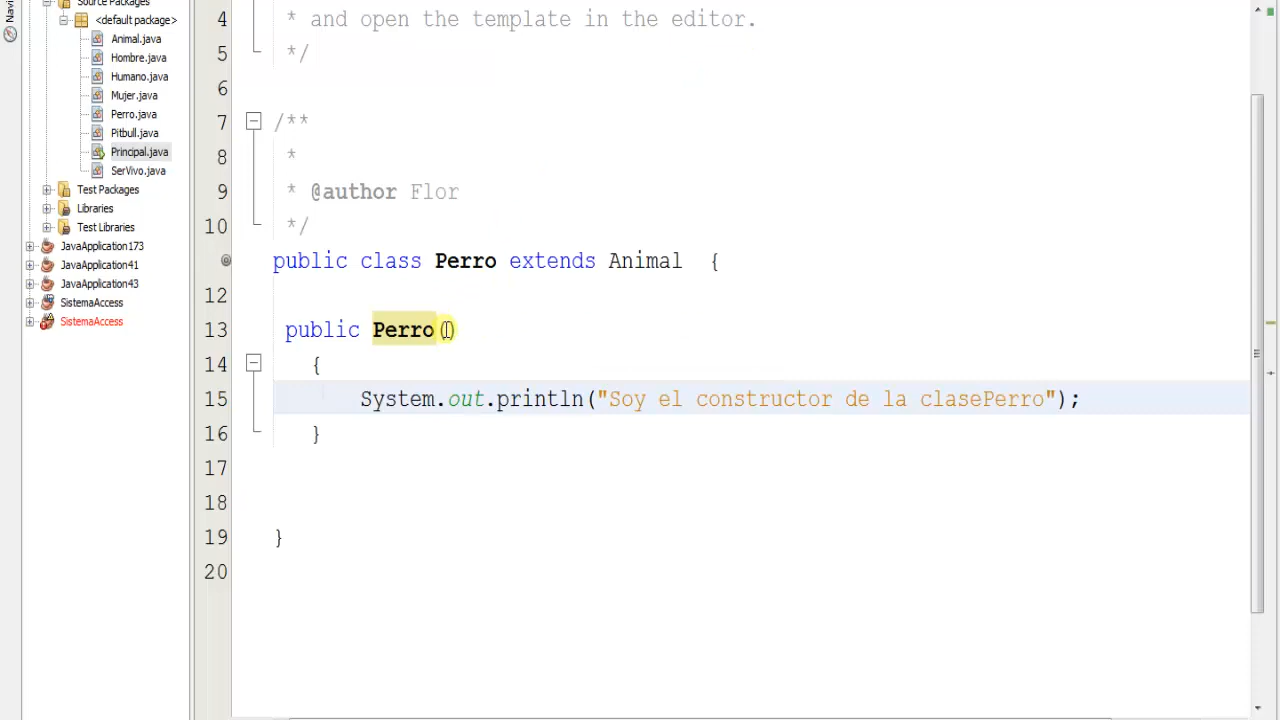 Navi
Source Packages
<default package>
Animal.java
Hombre.java
Humano.java
Mujer.java
Perro.java
Pitbull.java
Principal.java
SerVivo.java
Test Packages
Libraries
Test Libraries
JavaApplication173
JavaApplication41
JavaApplication43
SistemaAccess
SistemaAccess
4 * and open the template in the editor.
5 */
6
7 /**
8 *
9 * @author Flor
10 */
public class Perro extends Animal {
12
13 public Perro()
14 {
15 System.out.println("Soy el constructor de la clasePerro");
16 }
17
18
19 }
20